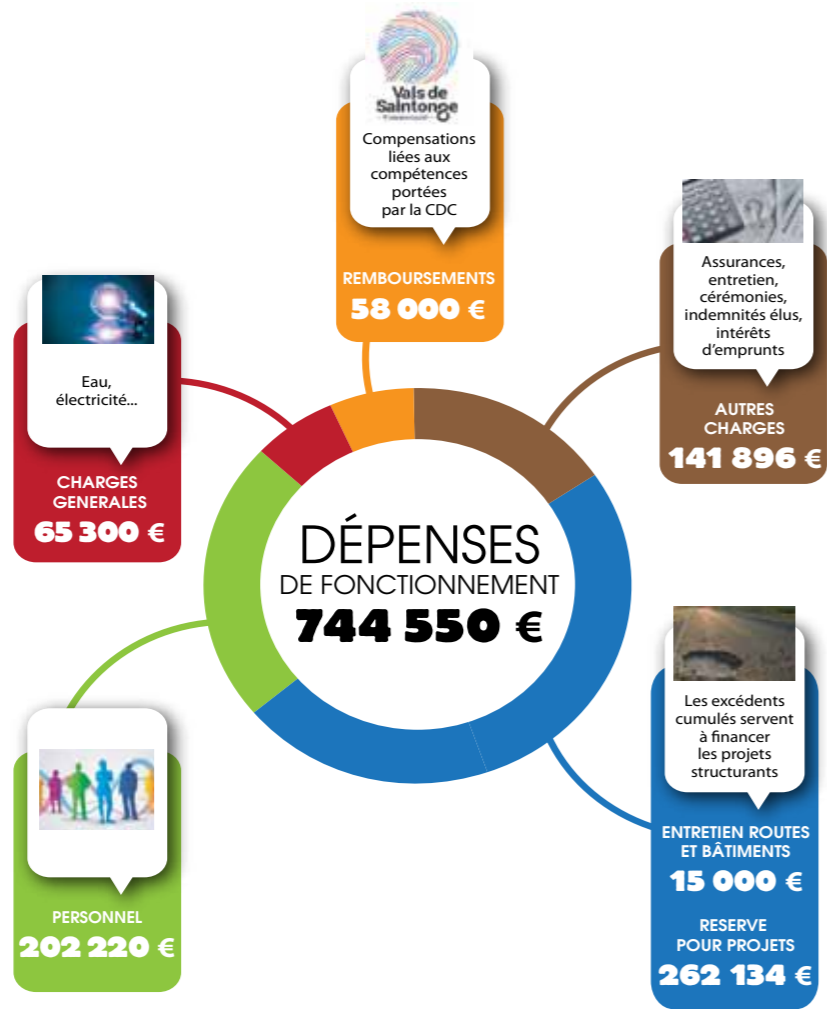 Vals de
Saintonge
Compensations
liées aux
compétences
portées
par la CDC
REMBOURSEMENTS
58 000 €
Assurances,
entretien,
cérémonies,
indemnités élus,
intérêts
d’emprunts
AUTRES
CHARGES
141 896 €
Eau,
électricité...
CHARGES
GENERALES
65 300 €
DÉPENSES
DE FONCTIONNEMENT
744 550 €
Les excédents
cumulés servent
à financer
les projets
structurants
ENTRETIEN ROUTES
ET BÂTIMENTS
15 000 €
RESERVE
POUR PROJETS
262 134 €
PERSONNEL
202 220 €